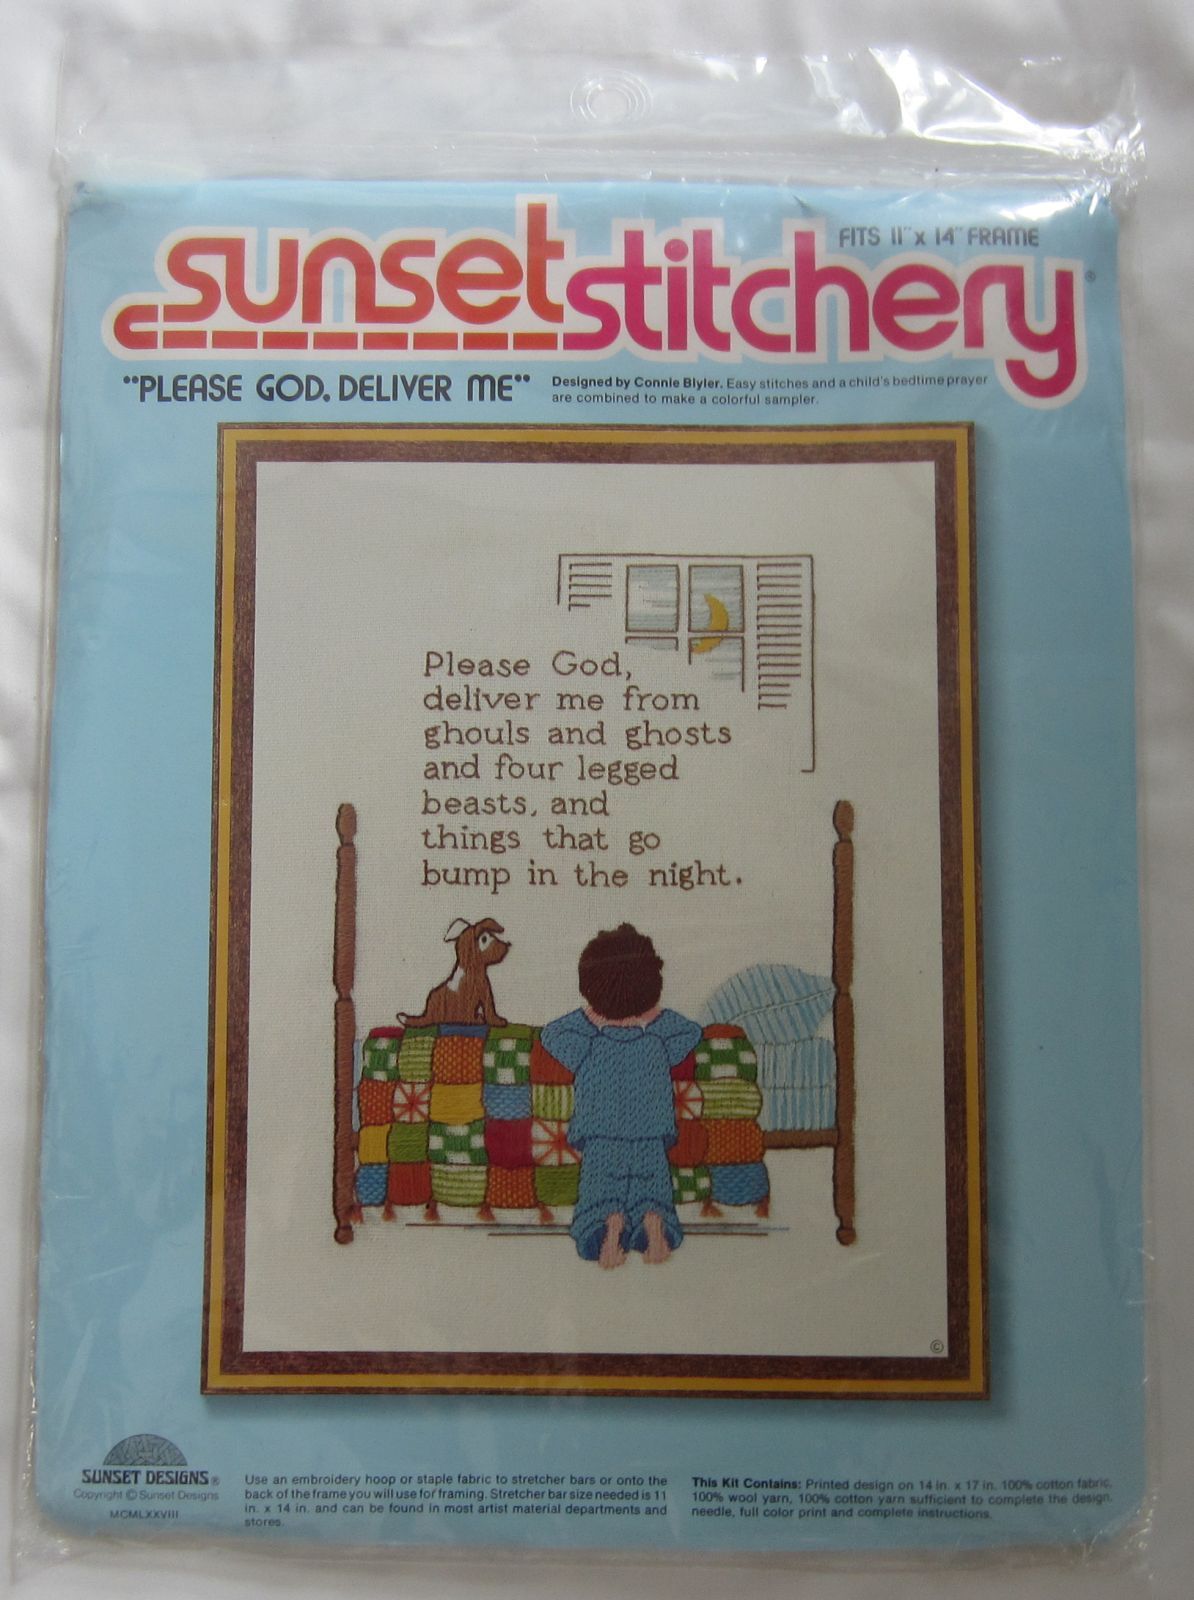 FITS 11" x 14" FRAME
sunset stitchery®
"PLEASE GOD, DELIVER ME"
Designed by Connie Blyler. Easy stitches and a child's bedtime prayer
are combined to make a colorful sampler.
Please God,
deliver me from
ghouls and ghosts
and four legged
beasts, and
things that go
bump in the night.
©
SUNSET DESIGNS®
Copyright © Sunset Designs
MCMLXXVIII
Use an embroidery hoop or staple fabric to stretcher bars or onto the
back of the frame you will use for framing. Stretcher bar size needed is 11
in. x 14 in. and can be found in most artist material departments and
stores.
This Kit Contains: Printed design on 14 in. x 17 in. 100% cotton fabric,
100% wool yarn, 100% cotton yarn sufficient to complete the design,
needle, full color print and complete instructions.